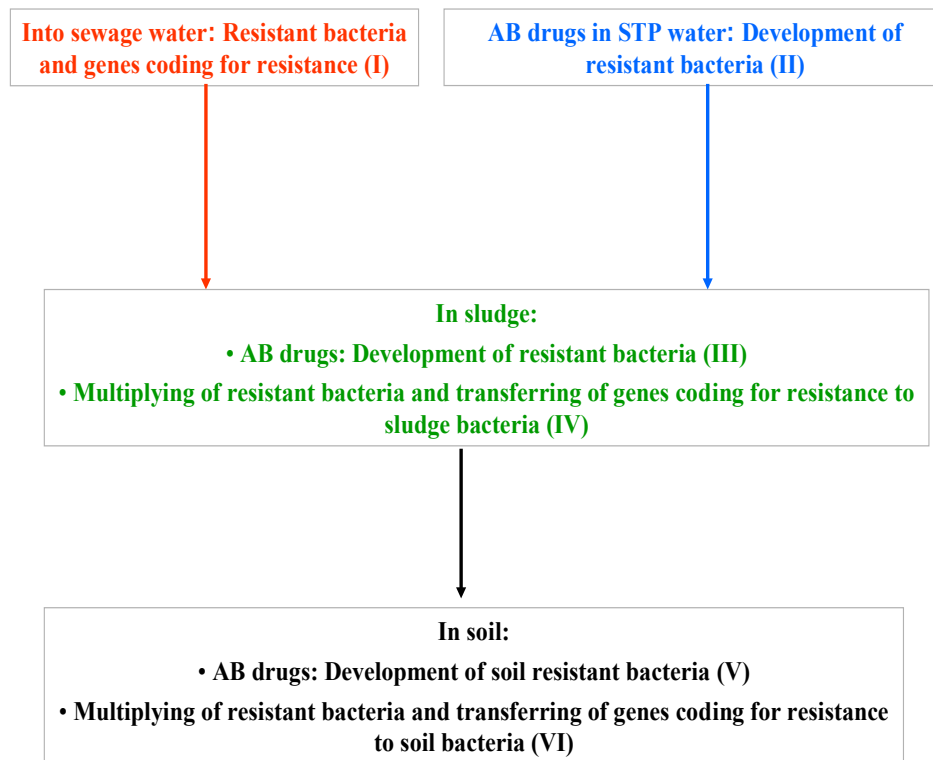 Into sewage water: Resistant bacteria
and genes coding for resistance (I)
AB drugs in STP water: Development of
resistant bacteria (II)
In sludge:
• AB drugs: Development of resistant bacteria (III)
• Multiplying of resistant bacteria and transferring of genes coding for resistance to
sludge bacteria (IV)
In soil:
• AB drugs: Development of soil resistant bacteria (V)
• Multiplying of resistant bacteria and transferring of genes coding for resistance
to soil bacteria (VI)